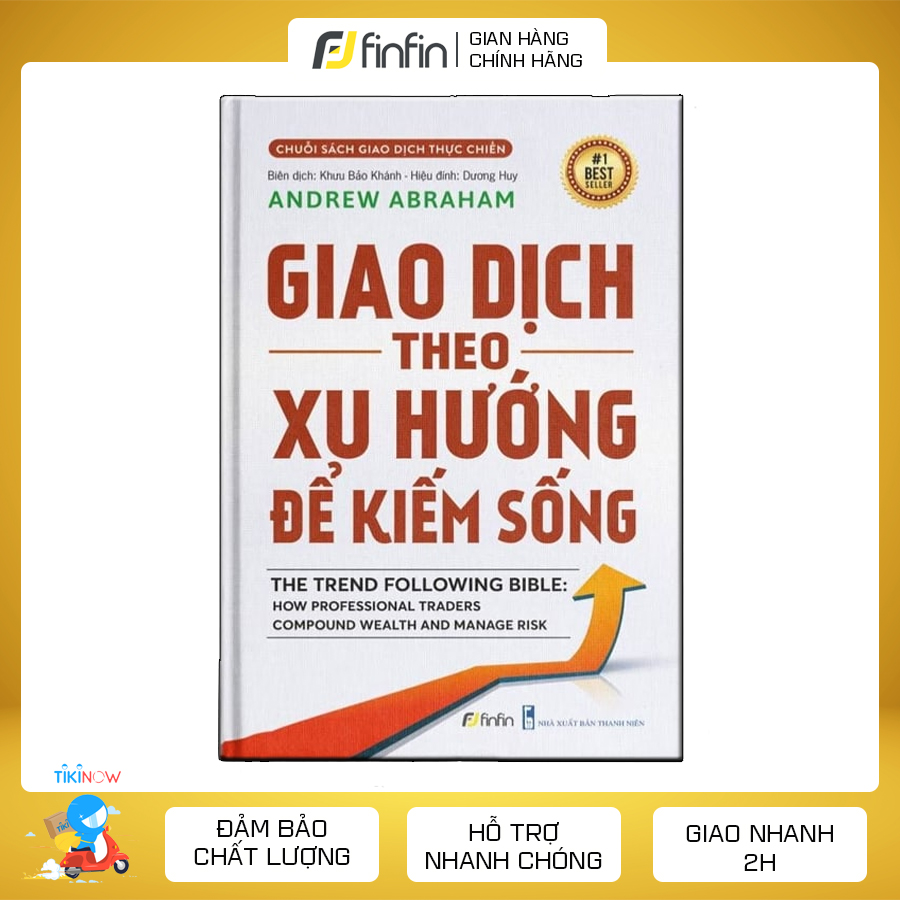 finfin
GIAN HÀNG
CHÍNH HÃNG
CHUỖI SÁCH GIAO DỊCH THỰC CHIẾN
#1
BEST
SELLER
Biên dịch: Khưu Bảo Khánh - Hiệu đính: Dương Huy
ANDREW ABRAHAM
GIAO DỊCH
THEO
XU HƯỚNG
ĐỂ KIẾM SỐNG
THE TREND FOLLOWING BIBLE:
HOW PROFESSIONAL TRADERS
COMPOUND WEALTH AND MANAGE RISK
finfin
NHÀ XUẤT BẢN THANH NIÊN
TIKINOW
TIKI
ĐẢM BẢO
CHẤT LƯỢNG
HỖ TRỢ
NHANH CHÓNG
GIAO NHANH
2H